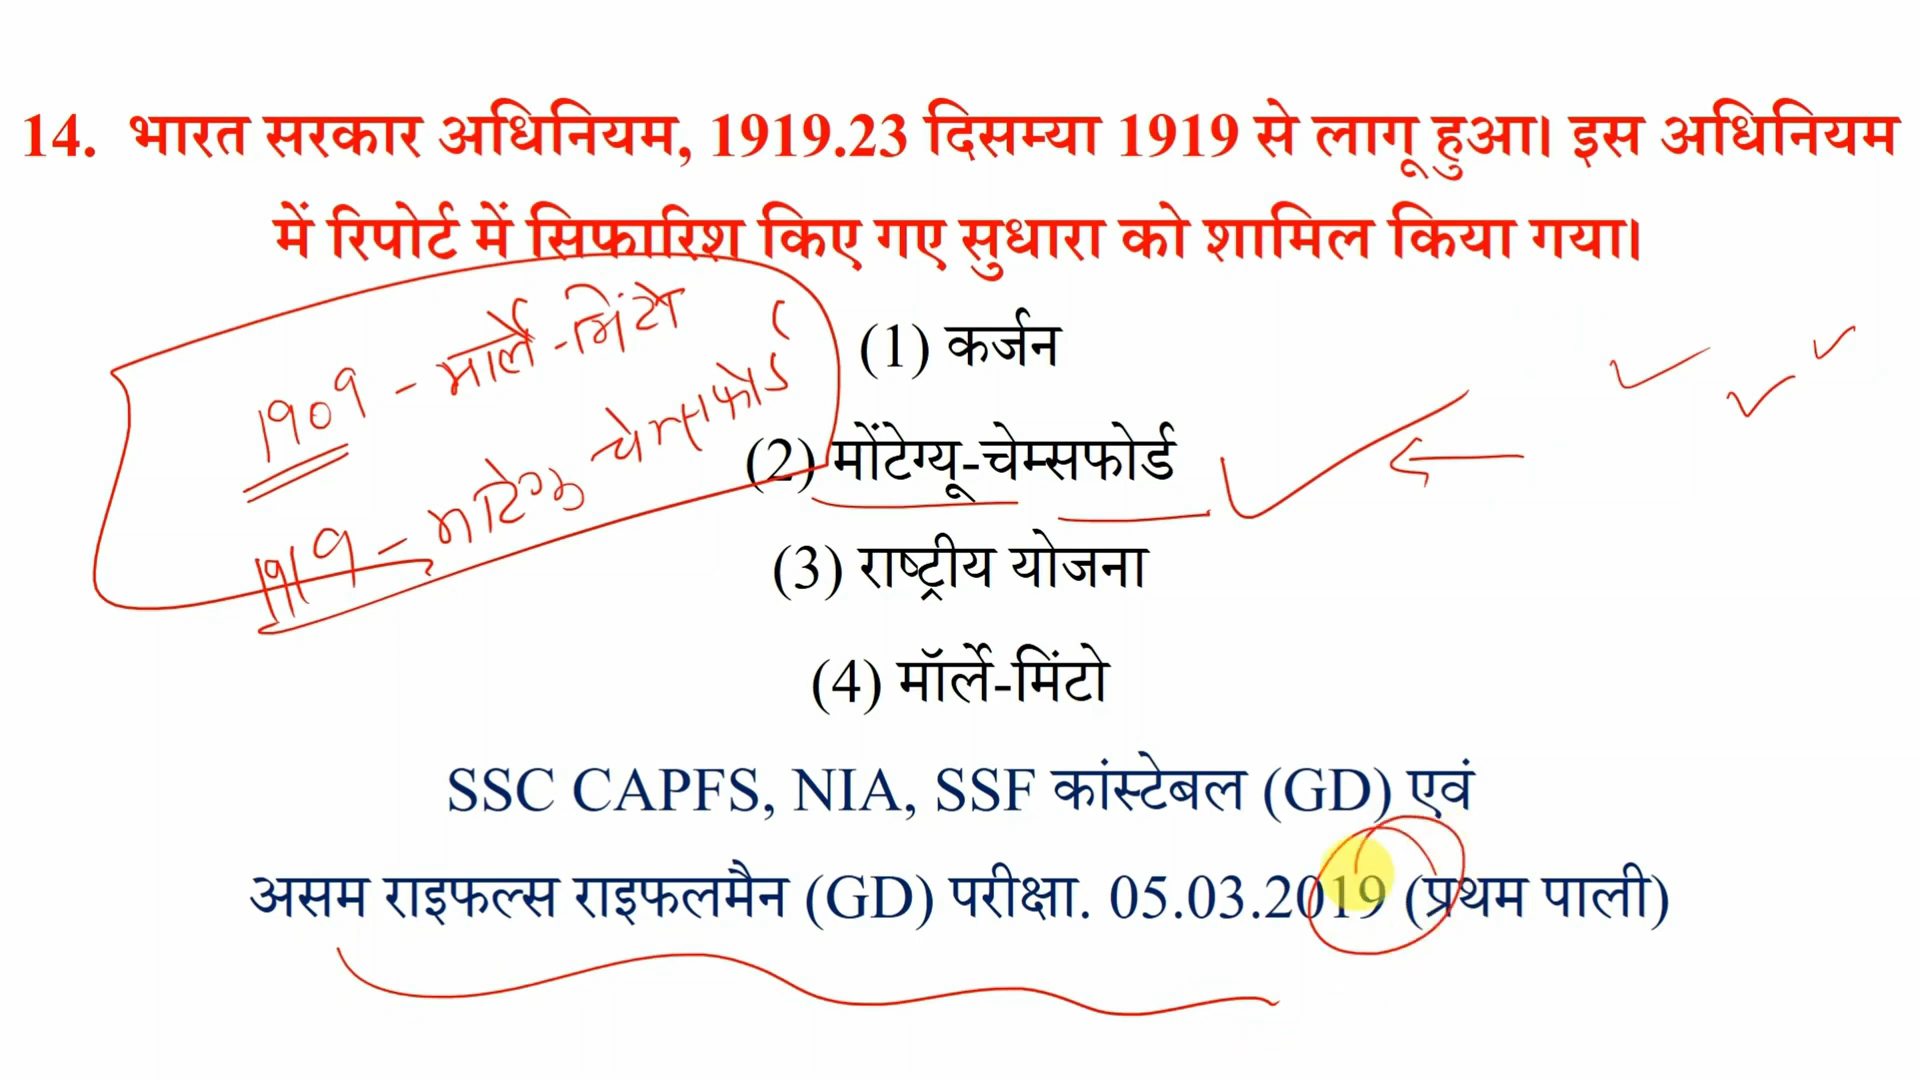 14. भारत सरकार अधिनियम, 1919.23 दिसम्या 1919 से लागू हुआ। इस अधिनियम
में रिपोर्ट में सिफारिश किए गए सुधारा को शामिल किया गया।
1909 - मार्ले - मिंटो
1919 - माटेग्यू चेम्सफोर्ड
(1) कर्जन
(2) मोंटेग्यू-चेम्सफोर्ड
(3) राष्ट्रीय योजना
(4) मॉर्ले-मिंटो
SSC CAPFS, NIA, SSF कांस्टेबल (GD) एवं
असम राइफल्स राइफलमैन (GD) परीक्षा. 05.03.2019 (प्रथम पाली)